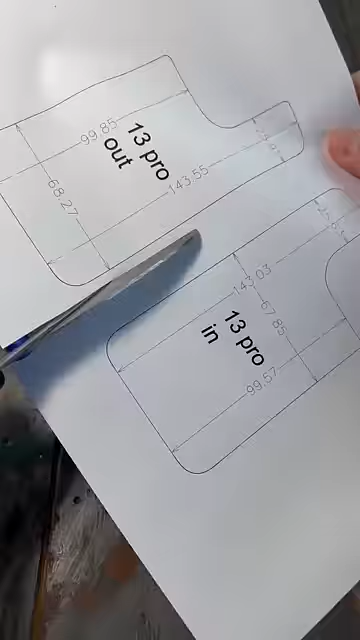 99.85
13 pro
out
68.27
143.55
143.03
67.85
13 pro
in
99.57